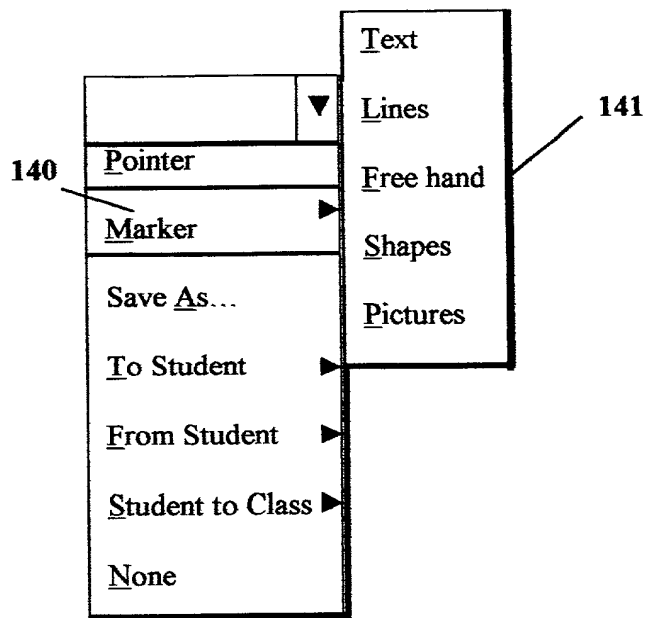 Text
Lines
Free hand
Shapes
Pictures
141
140
Pointer
Marker
Save As...
To Student
From Student
Student to Class
None